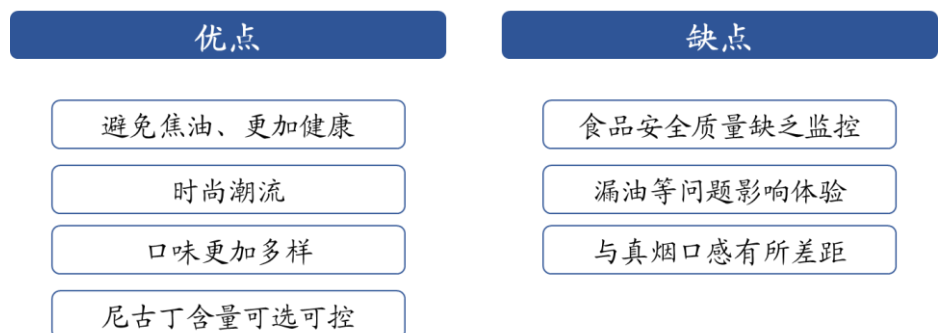 优点
避免焦油、更加健康
时尚潮流
口味更加多样
尼古丁含量可选可控
缺点
食品安全质量缺乏监控
漏油等问题影响体验
与真烟口感有所差距